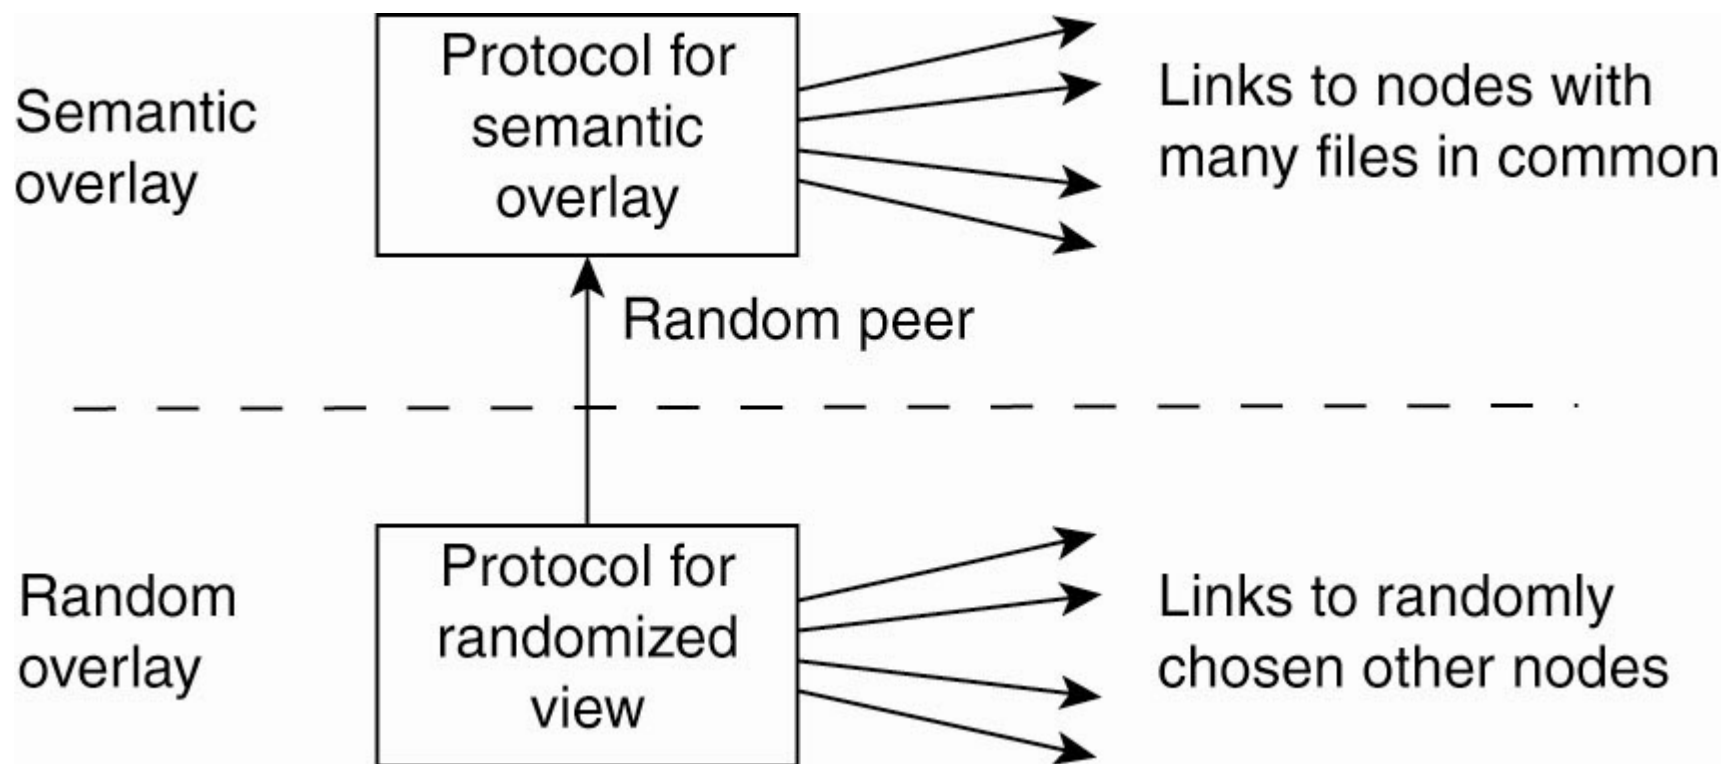 Semantic
overlay
Protocol for
semantic
overlay
Links to nodes with
many files in common
Random peer
Random
overlay
Protocol for
randomized
view
Links to randomly
chosen other nodes